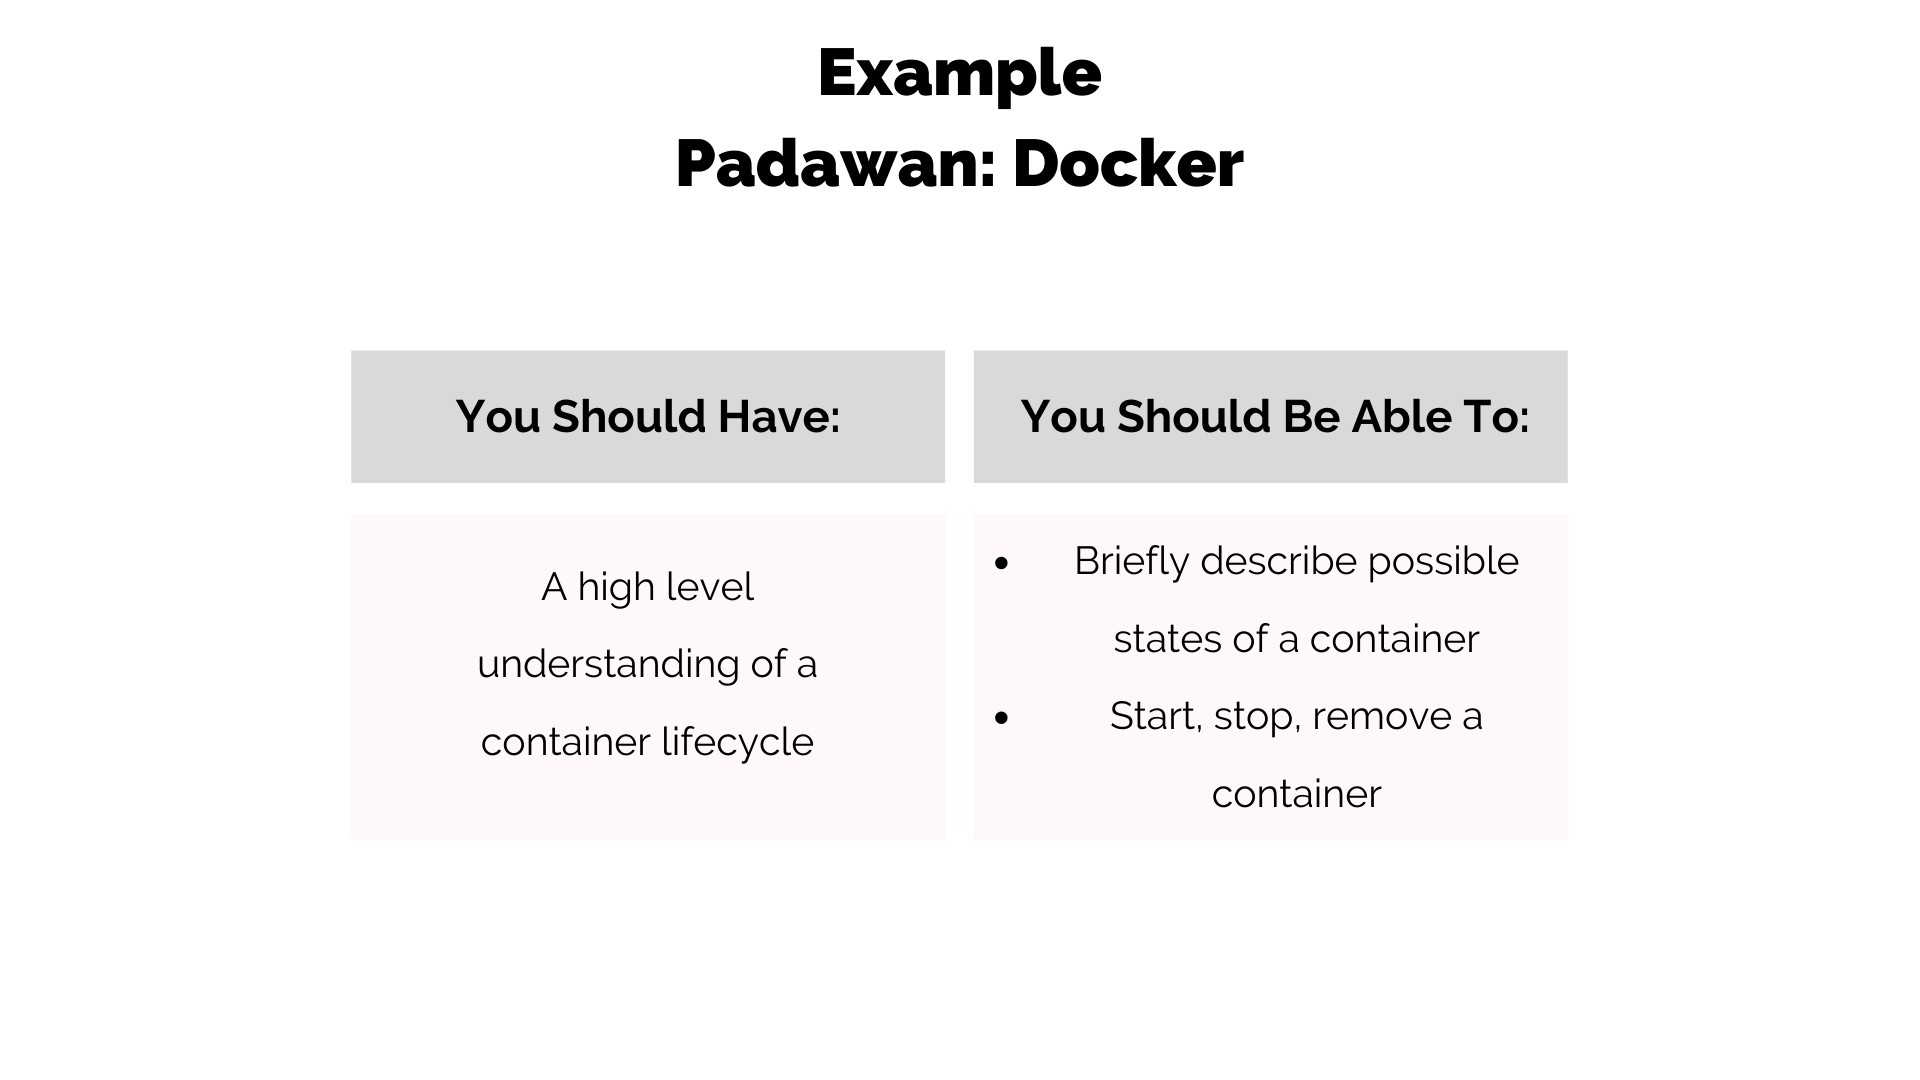 Example
Padawan: Docker
You Should Have:
You Should Be Able To:
A high level
understanding of a
container lifecycle
• Briefly describe possible
states of a container
• Start, stop, remove a
container